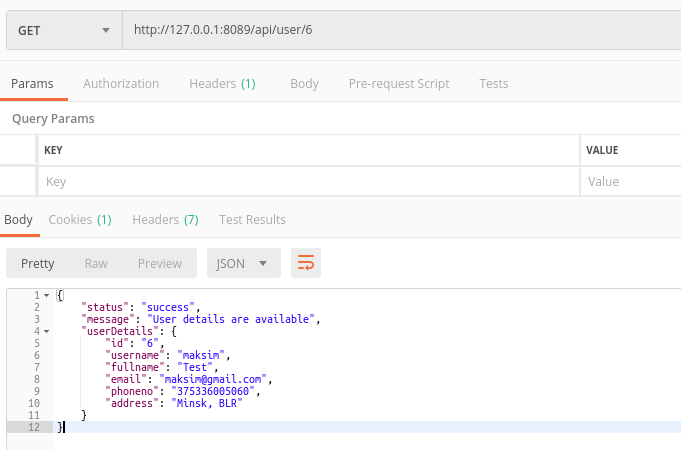 GET http://127.0.0.1:8089/api/user/6
Params Authorization Headers (1) Body Pre-request Script Tests
Query Params
KEY VALUE
Key Value
Body Cookies (1) Headers (7) Test Results
Pretty Raw Preview JSON
1 {
2 "status": "success",
3 "message": "User details are available",
4 "userDetails": {
5 "id": "6",
6 "username": "maksim",
7 "fullname": "Test",
8 "email": "maksim@gmail.com",
9 "phoneno": "375336005060",
10 "address": "Minsk, BLR"
11 }
12 }